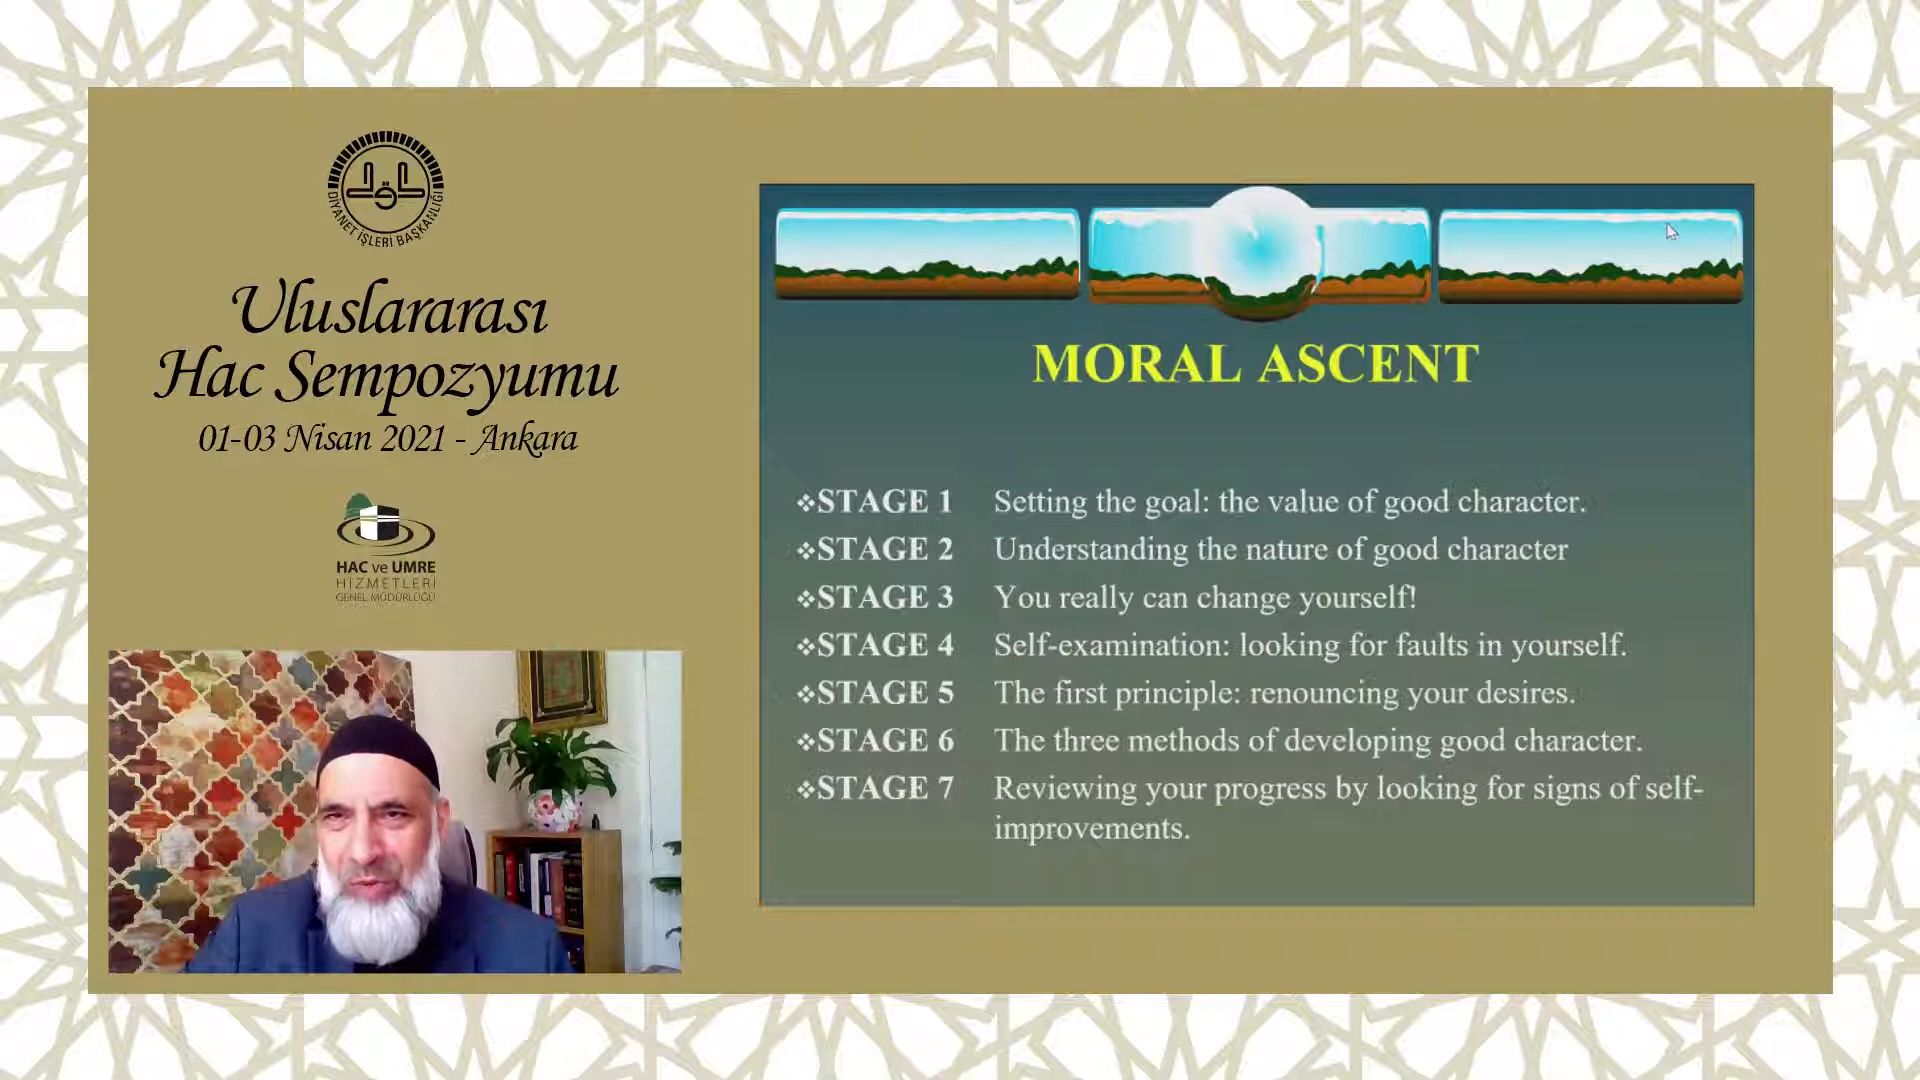 DİYANET İŞLERİ BAŞKANLIĞI
Uluslararası
Hac Sempozyumu
01-03 Nisan 2021 - Ankara
HAC ve UMRE
HİZMETLERİ
GENEL MÜDÜRLÜĞÜ
MORAL ASCENT
❖STAGE 1 Setting the goal: the value of good character.
❖STAGE 2 Understanding the nature of good character
❖STAGE 3 You really can change yourself!
❖STAGE 4 Self-examination: looking for faults in yourself.
❖STAGE 5 The first principle: renouncing your desires.
❖STAGE 6 The three methods of developing good character.
❖STAGE 7 Reviewing your progress by looking for signs of self-
improvements.